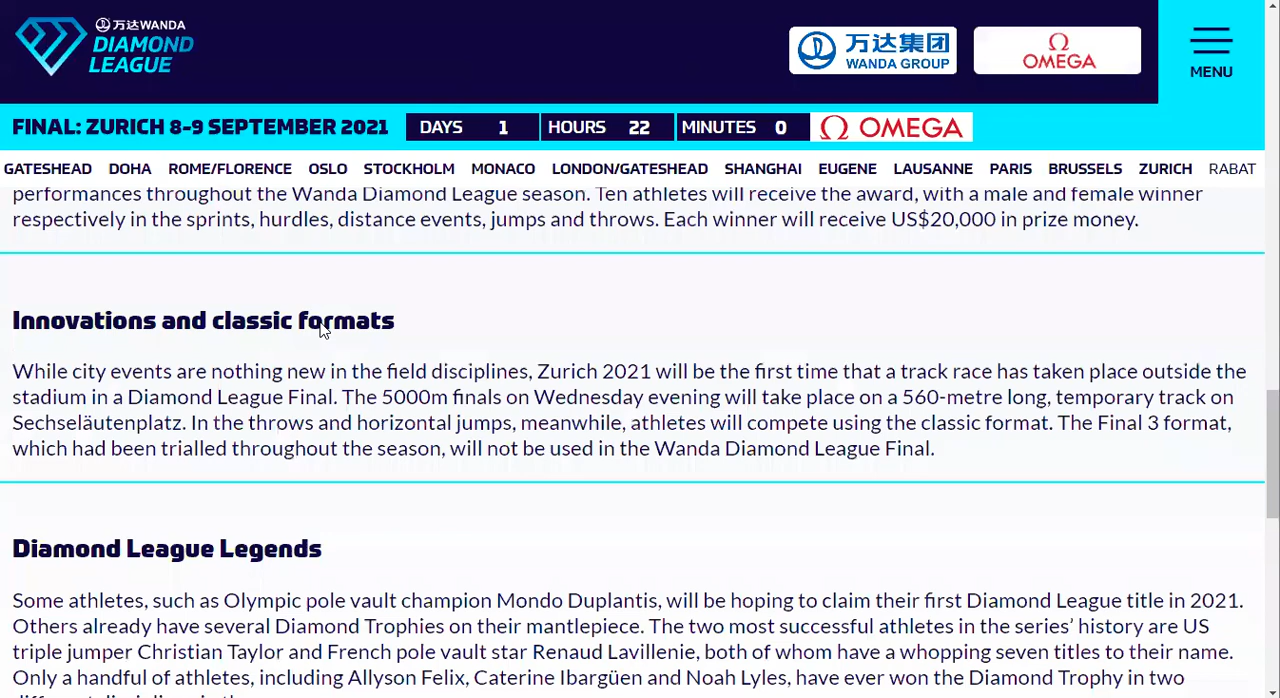 万达WANDA
DIAMOND
LEAGUE
万达集团
WANDA GROUP
Ω
OMEGA
MENU
FINAL: ZURICH 8-9 SEPTEMBER 2021 DAYS 1 HOURS 22 MINUTES 0 Ω OMEGA
GATESHEAD DOHA ROME/FLORENCE OSLO STOCKHOLM MONACO LONDON/GATESHEAD SHANGHAI EUGENE LAUSANNE PARIS BRUSSELS ZURICH RABAT
performances throughout the Wanda Diamond League season. Ten athletes will receive the award, with a male and female winner
respectively in the sprints, hurdles, distance events, jumps and throws. Each winner will receive US$20,000 in prize money.
Innovations and classic formats
While city events are nothing new in the field disciplines, Zurich 2021 will be the first time that a track race has taken place outside the
stadium in a Diamond League Final. The 5000m finals on Wednesday evening will take place on a 560-metre long, temporary track on
Sechseläutenplatz. In the throws and horizontal jumps, meanwhile, athletes will compete using the classic format. The Final 3 format,
which had been trialled throughout the season, will not be used in the Wanda Diamond League Final.
Diamond League Legends
Some athletes, such as Olympic pole vault champion Mondo Duplantis, will be hoping to claim their first Diamond League title in 2021.
Others already have several Diamond Trophies on their mantlepiece. The two most successful athletes in the series’ history are US
triple jumper Christian Taylor and French pole vault star Renaud Lavillenie, both of whom have a whopping seven titles to their name.
Only a handful of athletes, including Allyson Felix, Caterine Ibargüen and Noah Lyles, have ever won the Diamond Trophy in two